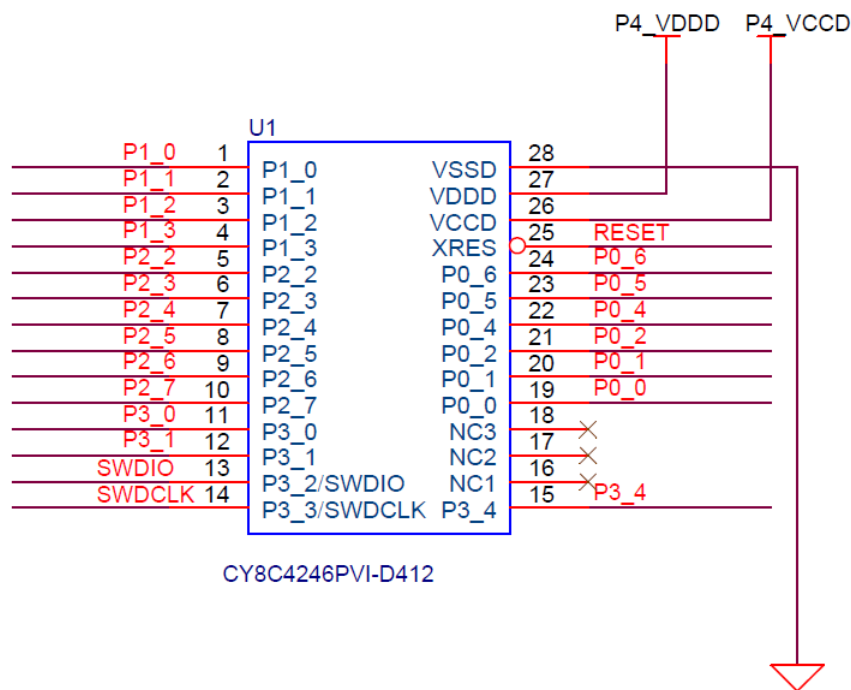 P4_VDDD P4_VCCD
U1
P1_0 1 P1_0 VSSD 28
P1_1 2 P1_1 VDDD 27
P1_2 3 P1_2 VCCD 26
P1_3 4 P1_3 XRES 25 RESET
P2_2 5 P2_2 P0_6 24 P0_6
P2_3 6 P2_3 P0_5 23 P0_5
P2_4 7 P2_4 P0_4 22 P0_4
P2_5 8 P2_5 P0_2 21 P0_2
P2_6 9 P2_6 P0_1 20 P0_1
P2_7 10 P2_7 P0_0 19 P0_0
P3_0 11 P3_0 NC3 18
P3_1 12 P3_1 NC2 17
SWDIO 13 P3_2/SWDIO NC1 16
SWDCLK 14 P3_3/SWDCLK P3_4 15 P3_4
CY8C4246PVI-D412